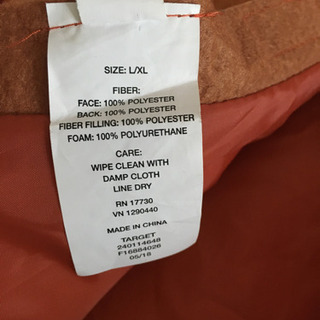 SIZE: L/XL
FIBER:
FACE: 100% POLYESTER
BACK: 100% POLYESTER
FIBER FILLING: 100% POLYESTER
FOAM: 100% POLYURETHANE
CARE:
WIPE CLEAN WITH
DAMP CLOTH
LINE DRY
RN 17730
VN 1290440
MADE IN CHINA
TARGET
240114648
F16884026
05/18